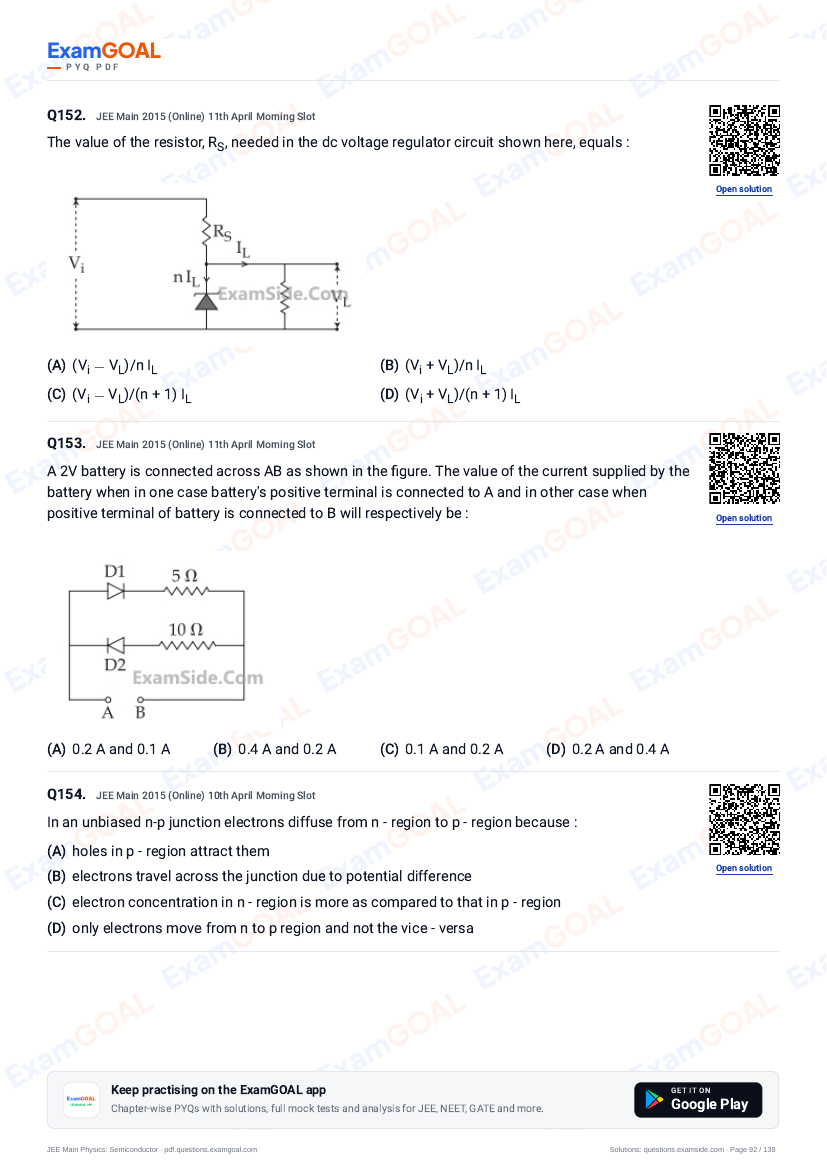 ExamGOAL
PYQ PDF
Q152. JEE Main 2015 (Online) 11th April Morning Slot
The value of the resistor, RS, needed in the dc voltage regulator circuit shown here, equals :
Open solution
RS
IL
Vi
n IL
ExamSide.Com
VL
(A) (Vi − VL)/n IL
(B) (Vi + VL)/n IL
(C) (Vi − VL)/(n + 1) IL
(D) (Vi + VL)/(n + 1) IL
Q153. JEE Main 2015 (Online) 11th April Morning Slot
A 2V battery is connected across AB as shown in the figure. The value of the current supplied by the
battery when in one case battery's positive terminal is connected to A and in other case when
positive terminal of battery is connected to B will respectively be :
Open solution
D1 5 Ω
10 Ω
D2
ExamSide.Com
A B
(A) 0.2 A and 0.1 A (B) 0.4 A and 0.2 A (C) 0.1 A and 0.2 A (D) 0.2 A and 0.4 A
Q154. JEE Main 2015 (Online) 10th April Morning Slot
In an unbiased n-p junction electrons diffuse from n - region to p - region because :
Open solution
(A) holes in p - region attract them
(B) electrons travel across the junction due to potential difference
(C) electron concentration in n - region is more as compared to that in p - region
(D) only electrons move from n to p region and not the vice - versa
ExamGOAL
Keep practising on the ExamGOAL app
Chapter-wise PYQs with solutions, full mock tests and analysis for JEE, NEET, GATE and more.
GET IT ON
Google Play
JEE Main Physics: Semiconductor · pdf.questions.examgoal.com
Solutions: questions.examside.com · Page 92 / 138